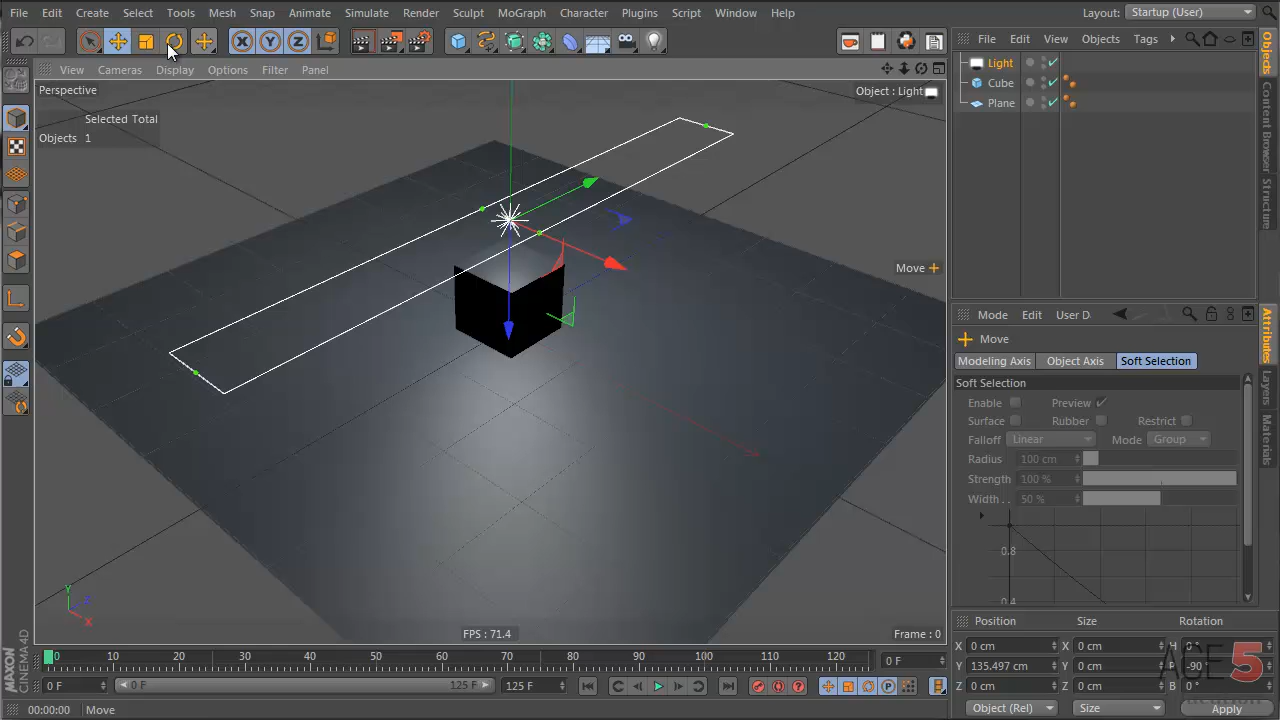 File Edit Create Select Tools Mesh Snap Animate Simulate Render Sculpt MoGraph Character Plugins Script Window Help Layout: Startup (User)
File Edit View Objects Tags
View Cameras Display Options Filter Panel
Perspective
Object : Light
Selected Total
Objects 1
Move
FPS : 71.4
Frame : 0
Y Z X
Light
Cube
Plane
Objects
Content Browser
Structure
Mode Edit User D
Move
Modeling Axis Object Axis Soft Selection
Soft Selection
Enable Preview
Surface Rubber Restrict
Falloff Linear Mode Group
Radius 100 cm
Strength 100 %
Width . . 50 %
0.8
0.4
Attributes
Layers
Materials
0 10 20 30 40 50 60 70 80 90 100 110 120 0 F
0 F 0 F 125 F 125 F
Position Size Rotation
X 0 cm X 0 cm H 0 °
Y 135.497 cm Y 0 cm P -90
Z 0 cm Z 0 cm B 0 °
Object (Rel) Size Apply
00:00:00 Move
MAXON CINEMA4D
AGE 5